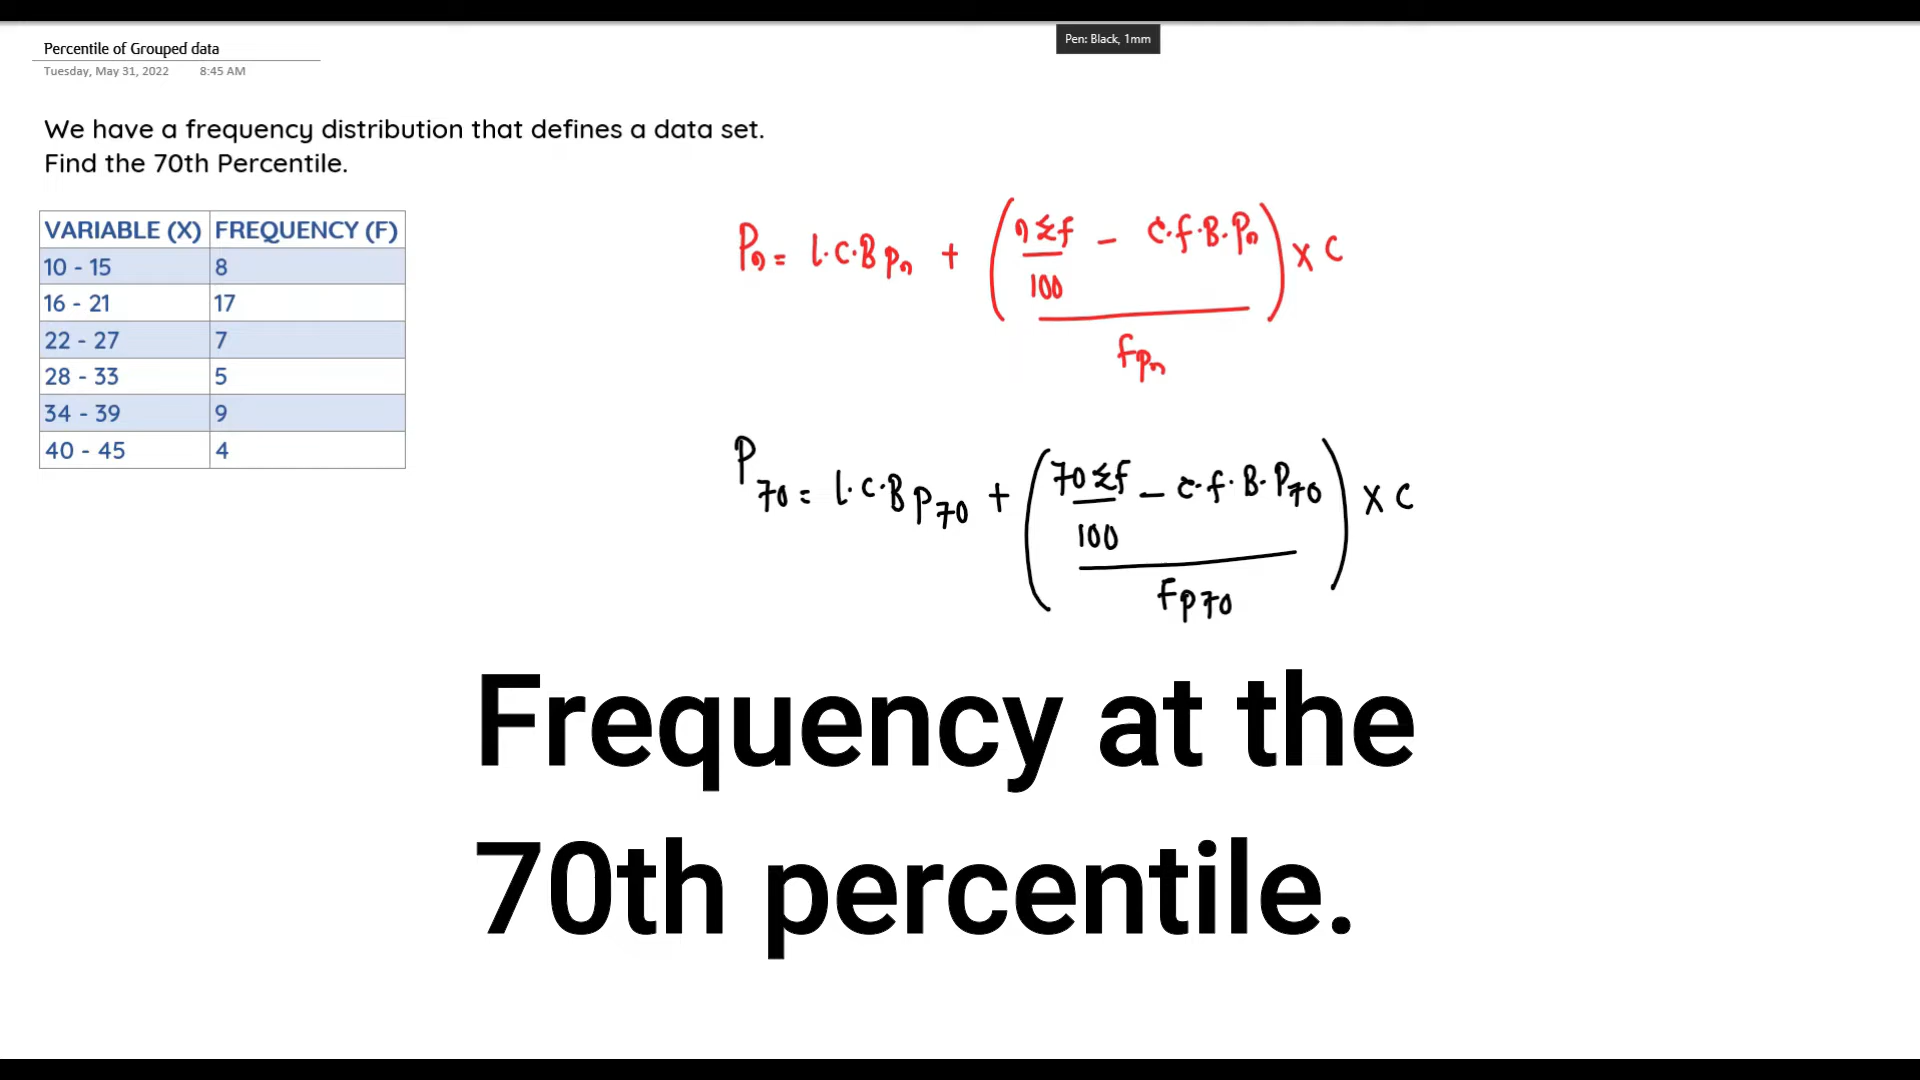 Pen: Black, 1mm
Percentile of Grouped data
Tuesday, May 31, 2022 8:45 AM
We have a frequency distribution that defines a data set.
Find the 70th Percentile.
VARIABLE (X) FREQUENCY (F)
10 - 15 8
16 - 21 17
22 - 27 7
28 - 33 5
34 - 39 9
40 - 45 4
Pn = l.c.B Pn + (nΣf/100 - c.f.B.Pn / fPn) x c
P70 = l.c.B P70 + (70Σf/100 - c.f.B.P70 / fP70) x c
Frequency at the
70th percentile.